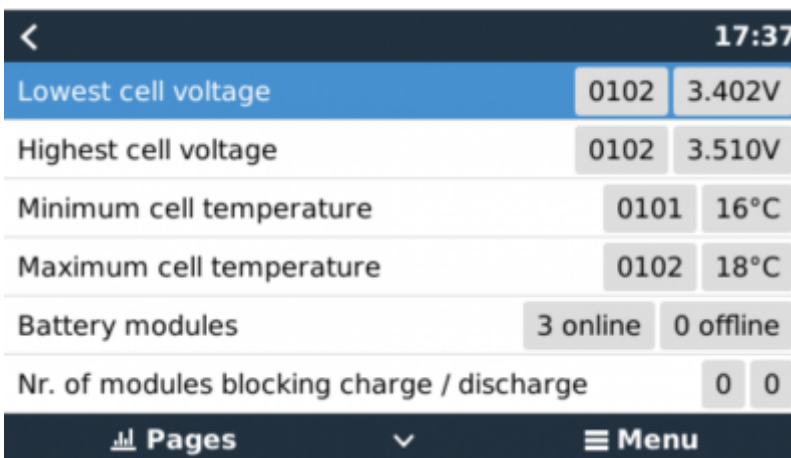 17:37
Lowest cell voltage 0102 3.402V
Highest cell voltage 0102 3.510V
Minimum cell temperature 0101 16°C
Maximum cell temperature 0102 18°C
Battery modules 3 online 0 offline
Nr. of modules blocking charge / discharge 0 0
Pages Menu